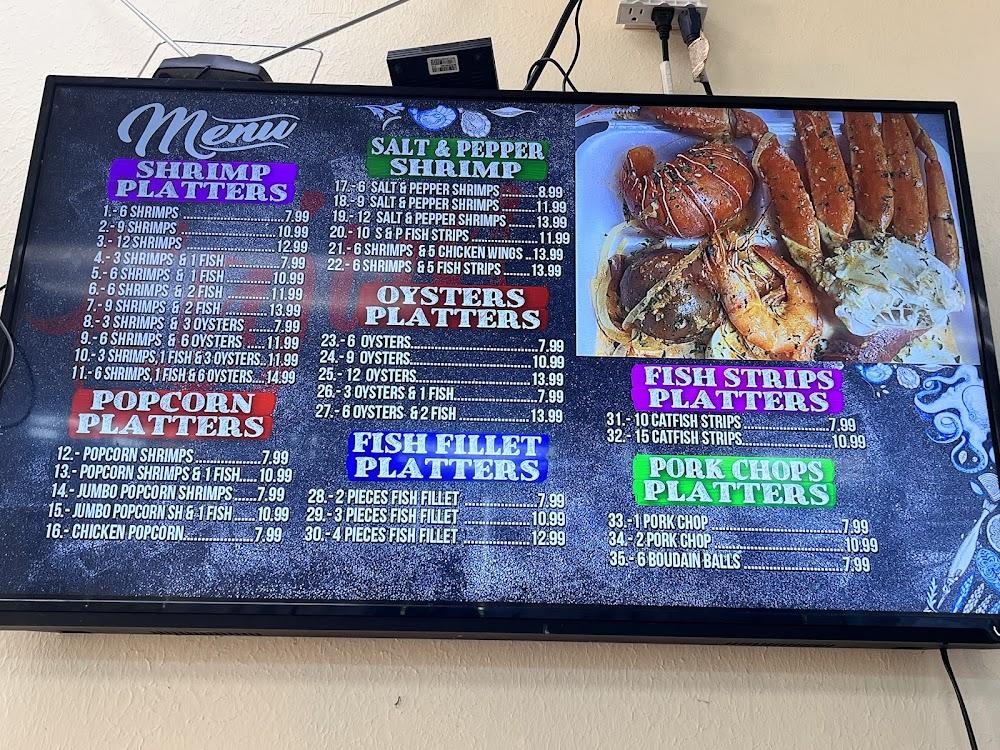 Menu
SHRIMP
PLATTERS
1.- 6 SHRIMPS ........................7.99
2.- 9 SHRIMPS ........................10.99
3.- 12 SHRIMPS ......................12.99
4.- 3 SHRIMPS & 1 FISH ............7.99
5.- 6 SHRIMPS & 1 FISH ...........10.99
6.- 6 SHRIMPS & 2 FISH ...........11.99
7.- 9 SHRIMPS & 2 FISH ...........13.99
8.- 3 SHRIMPS & 3 OYSTERS .......7.99
9.- 6 SHRIMPS & 6 OYSTERS .....11.99
10.- 3 SHRIMPS,1 FISH & 3 OYSTERS..11.99
11.- 6 SHRIMPS, 1 FISH & 6 OYSTERS....14.99
POPCORN
PLATTERS
12.- POPCORN SHRIMPS ................7.99
13.- POPCORN SHRIMPS & 1 FISH.....10.99
14.- JUMBO POPCORN SHRIMPS.......7.99
15.- JUMBO POPCORN SH & 1 FISH ......10.99
16.- CHICKEN POPCORN..................7.99
SALT & PEPPER
SHRIMP
17.- 6 SALT & PEPPER SHRIMPS..........8.99
18.- 9 SALT & PEPPER SHRIMPS .........11.99
19.- 12 SALT & PEPPER SHRIMPS ........13.99
20.- 10 S & P FISH STRIPS ................11.99
21.- 6 SHRIMPS & 5 CHICKEN WINGS ..13.99
22.- 6 SHRIMPS & 5 FISH STRIPS .......13.99
OYSTERS
PLATTERS
23.- 6 OYSTERS..........................7.99
24.- 9 OYSTERS..........................10.99
25.- 12 OYSTERS.........................13.99
26.- 3 OYSTERS & 1 FISH.................7.99
27.- 6 OYSTERS & 2 FISH ................13.99
FISH FILLET
PLATTERS
28.- 2 PIECES FISH FILLET ................7.99
29.- 3 PIECES FISH FILLET ...............10.99
30.- 4 PIECES FISH FILLET ...............12.99
FISH STRIPS
PLATTERS
31.- 10 CATFISH STRIPS ..................7.99
32.- 15 CATFISH STRIPS..................10.99
PORK CHOPS
PLATTERS
33.- 1 PORK CHOP ..........................7.99
34.- 2 PORK CHOP ..........................10.99
35.- 6 BOUDAIN BALLS ...................7.99